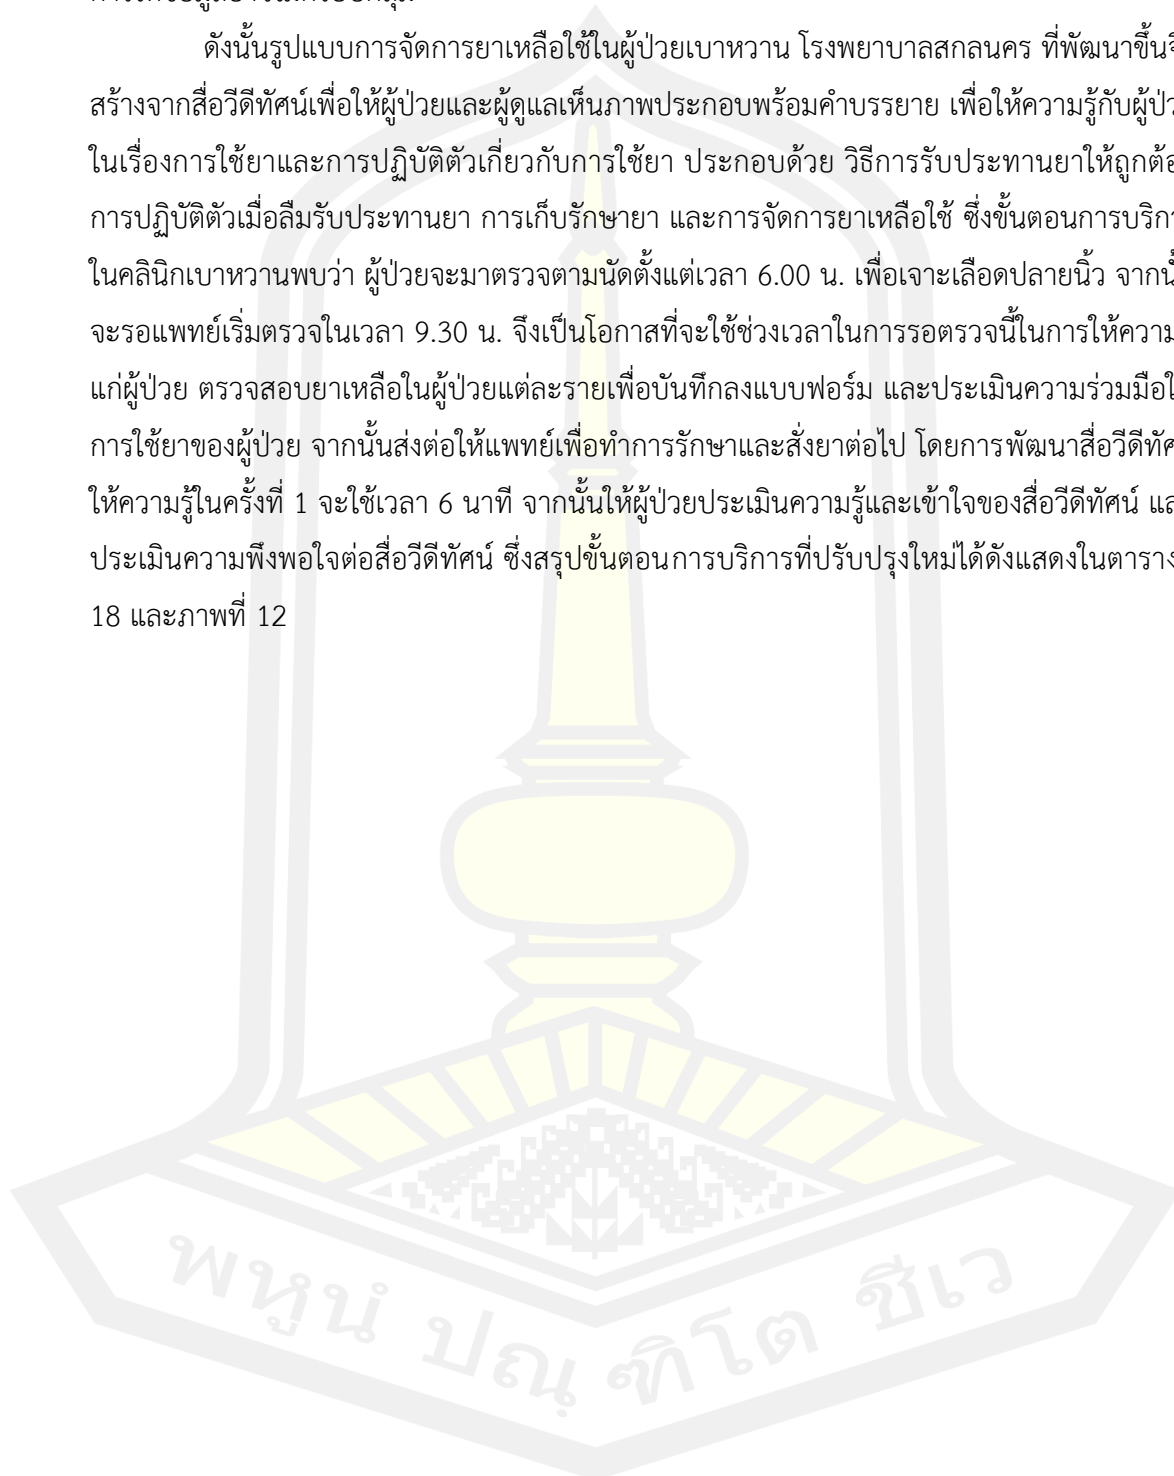 ดังนั้นรูปแบบการจัดการยาเหลือใช้ในผู้ป่วยเบาหวาน โรงพยาบาลสกลนคร ที่พัฒนาขึ้น
สร้างจากสื่อวีดีทัศน์เพื่อให้ผู้ป่วยและผู้ดูแลเห็นภาพประกอบพร้อมคำบรรยาย เพื่อให้ความรู้กับ
ในเรื่องการใช้ยาและการปฏิบัติตัวเกี่ยวกับการใช้ยา ประกอบด้วย วิธีการรับประทานยาให้
การปฏิบัติตัวเมื่อลืมรับประทานยา การเก็บรักษายา และการจัดการยาเหลือใช้ ซึ่งขั้นตอนการ
ในคลินิกเบาหวานพบว่า ผู้ป่วยจะมาตรวจตามนัดตั้งแต่เวลา 6.00 น. เพื่อเจาะเลือดปลายนิ้ว
จะรอแพทย์เริ่มตรวจในเวลา 9.30 น. จึงเป็นโอกาสที่จะใช้ช่วงเวลาในการรอตรวจนี้ในการให้ความ
แก่ผู้ป่วย ตรวจสอบยาเหลือในผู้ป่วยแต่ละรายเพื่อบันทึกลงแบบฟอร์ม และประเมินความร่วมมือ
การใช้ยาของผู้ป่วย จากนั้นส่งต่อให้แพทย์เพื่อทำการรักษาและสั่งยาต่อไป โดยการพัฒนาสื่อ
ให้ความรู้ในครั้งที่ 1 จะใช้เวลา 6 นาที จากนั้นให้ผู้ป่วยประเมินความรู้และเข้าใจของสื่อวีดีทัศน์
ประเมินความพึงพอใจต่อสื่อวีดีทัศน์ ซึ่งสรุปขั้นตอนการบริการที่ปรับปรุงใหม่ได้ดังแสดงในตาราง
18 และภาพที่ 12
พหูนํ ปณฺฑิโต ชีเว